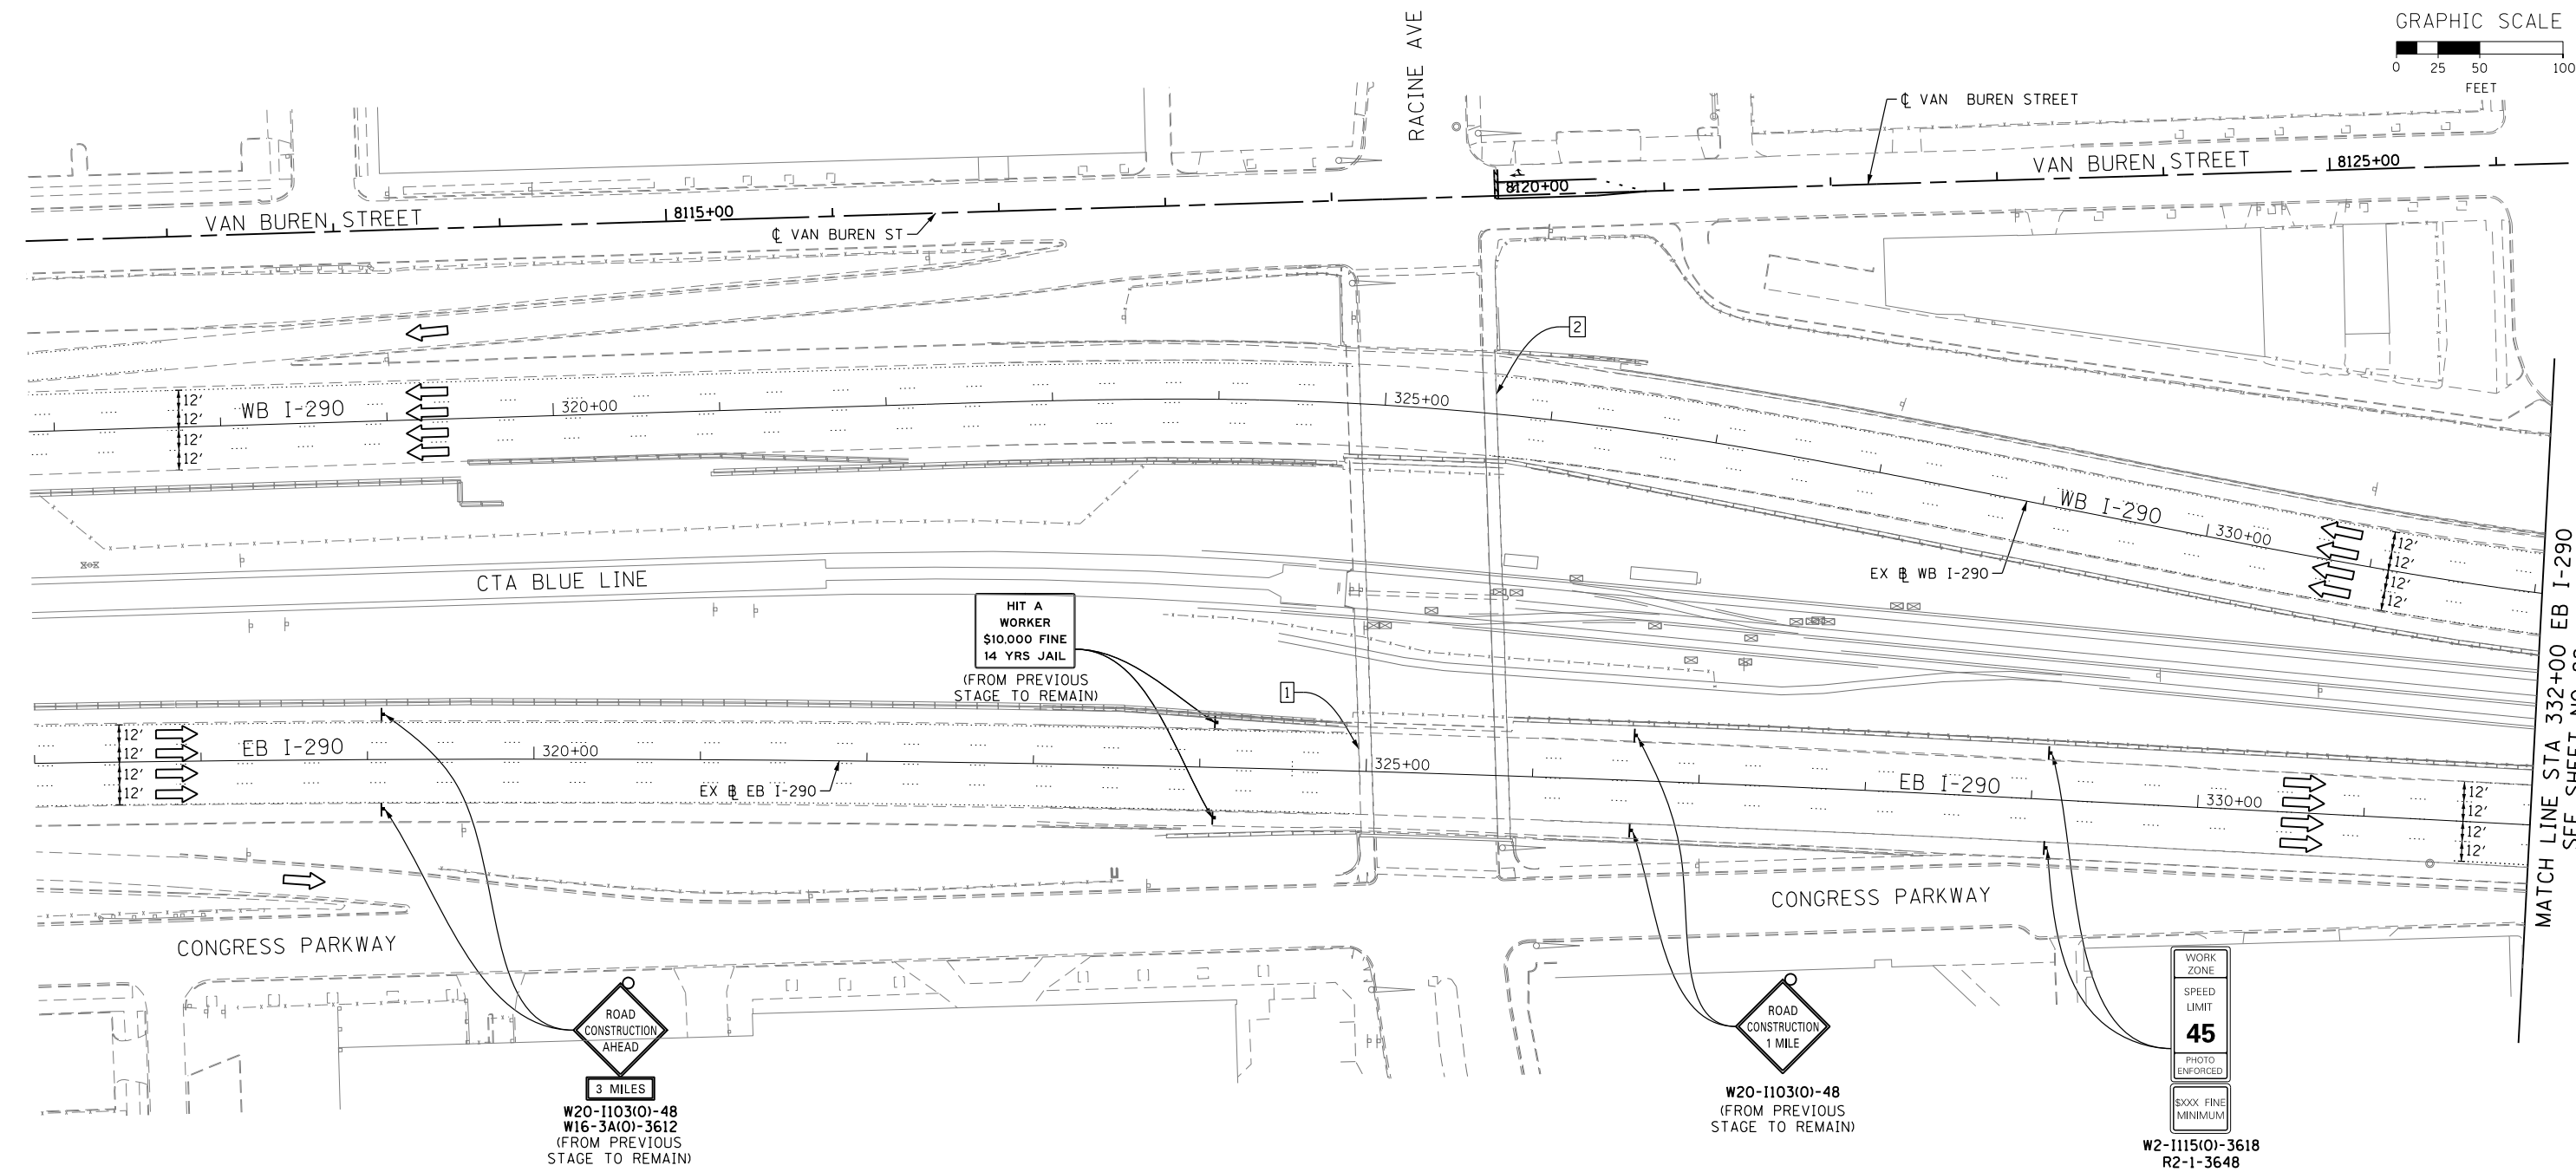 GRAPHIC SCALE
0 25 50 100
FEET
RACINE AVE
℄ VAN BUREN STREET
VAN BUREN STREET
8125+00
8120+00
VAN BUREN STREET
8115+00
℄ VAN BUREN ST
2
12'
12'
12'
12'
WB I-290
320+00
325+00
WB I-290
330+00
12'
12'
12'
12'
EX ⅊ WB I-290
CTA BLUE LINE
HIT A
WORKER
$10,000 FINE
14 YRS JAIL
(FROM PREVIOUS
STAGE TO REMAIN)
1
12'
12'
12'
12'
EB I-290
320+00
EX ⅊ EB I-290
325+00
EB I-290
330+00
12'
12'
12'
12'
MATCH LINE STA 332+00 EB I-290
CONGRESS PARKWAY
CONGRESS PARKWAY
ROAD
CONSTRUCTION
AHEAD
3 MILES
W20-I103(O)-48
W16-3A(O)-3612
(FROM PREVIOUS
STAGE TO REMAIN)
ROAD
CONSTRUCTION
1 MILE
W20-I103(O)-48
(FROM PREVIOUS
STAGE TO REMAIN)
WORK
ZONE
SPEED
LIMIT
45
PHOTO
ENFORCED
$XXX FINE
MINIMUM
W2-I115(O)-3618
R2-1-3648